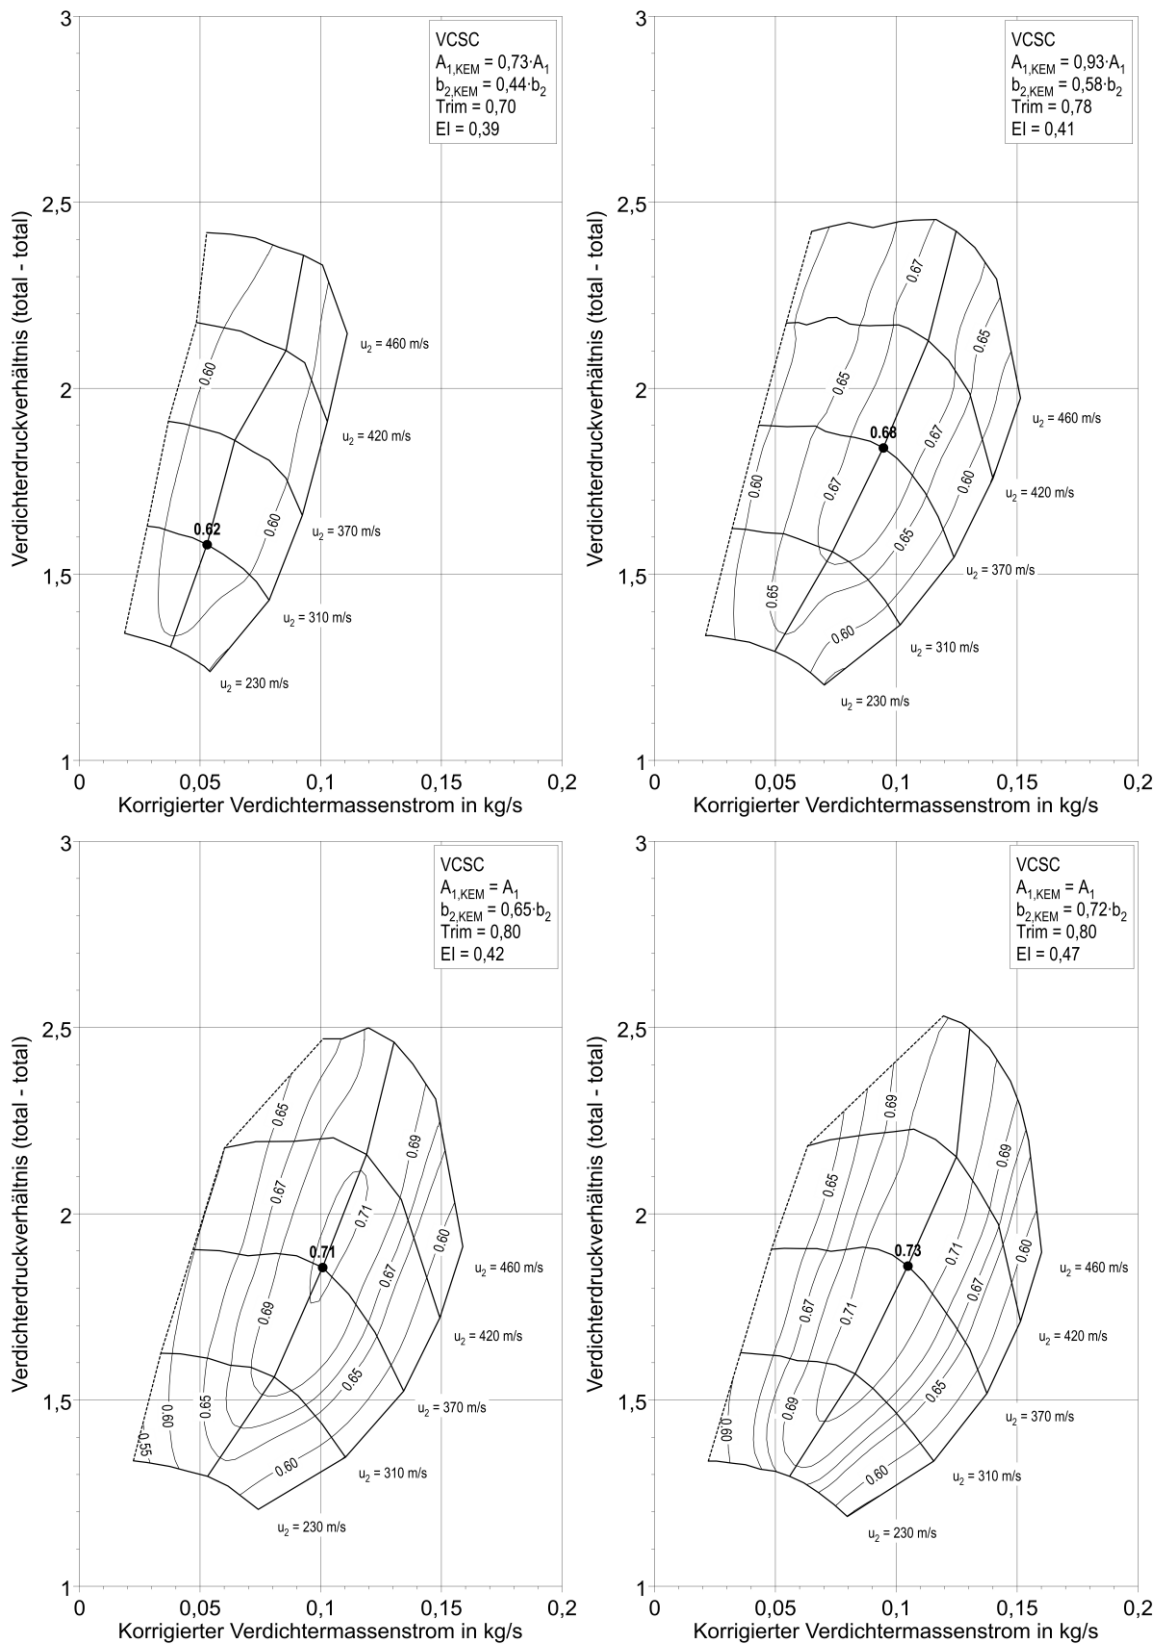 3
2,5
2
1,5
1
Verdichterdruckverhältnis (total - total)
VCSC
A1,KEM = 0,73·A1
b2,KEM = 0,44·b2
Trim = 0,70
EI = 0,39
0.60
0.62
0.60
u2 = 460 m/s
u2 = 420 m/s
u2 = 370 m/s
u2 = 310 m/s
u2 = 230 m/s
0
0,05
0,1
0,15
0,2
Korrigierter Verdichtermassenstrom in kg/s
3
2,5
2
1,5
1
Verdichterdruckverhältnis (total - total)
VCSC
A1,KEM = 0,93·A1
b2,KEM = 0,58·b2
Trim = 0,78
EI = 0,41
0.67
0.65
0.65
0.68
0.67
0.60
0.67
0.60
0.65
0.65
0.60
u2 = 460 m/s
u2 = 420 m/s
u2 = 370 m/s
u2 = 310 m/s
u2 = 230 m/s
0
0,05
0,1
0,15
0,2
Korrigierter Verdichtermassenstrom in kg/s
3
2,5
2
1,5
1
Verdichterdruckverhältnis (total - total)
VCSC
A1,KEM = A1
b2,KEM = 0,65·b2
Trim = 0,80
EI = 0,42
0.65
0.69
0.67
0.71
0.60
0.71
0.67
0.69
0.65
0.60
0.55
0.60
u2 = 460 m/s
u2 = 420 m/s
u2 = 370 m/s
u2 = 310 m/s
u2 = 230 m/s
0
0,05
0,1
0,15
0,2
Korrigierter Verdichtermassenstrom in kg/s
3
2,5
2
1,5
1
Verdichterdruckverhältnis (total - total)
VCSC
A1,KEM = A1
b2,KEM = 0,72·b2
Trim = 0,80
EI = 0,47
0.69
0.69
0.65
0.73
0.71
0.60
0.67
0.67
0.71
0.65
0.69
0.60
0.60
u2 = 460 m/s
u2 = 420 m/s
u2 = 370 m/s
u2 = 310 m/s
u2 = 230 m/s
0
0,05
0,1
0,15
0,2
Korrigierter Verdichtermassenstrom in kg/s